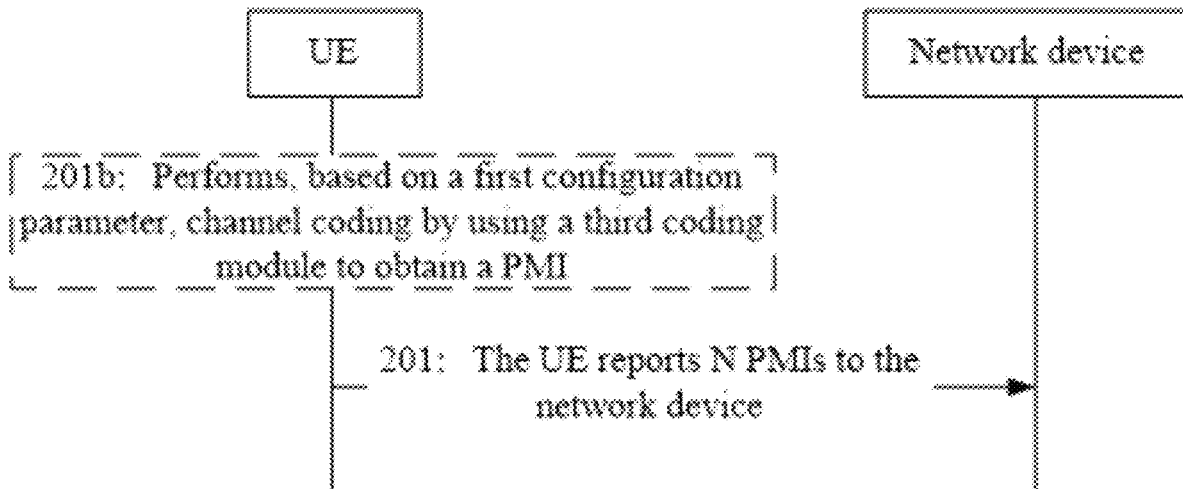 UE
Network device
201b: Performs, based on a first configuration
parameter, channel coding by using a third coding
module to obtain a PMI
201: The UE reports N PMIs to the
network device